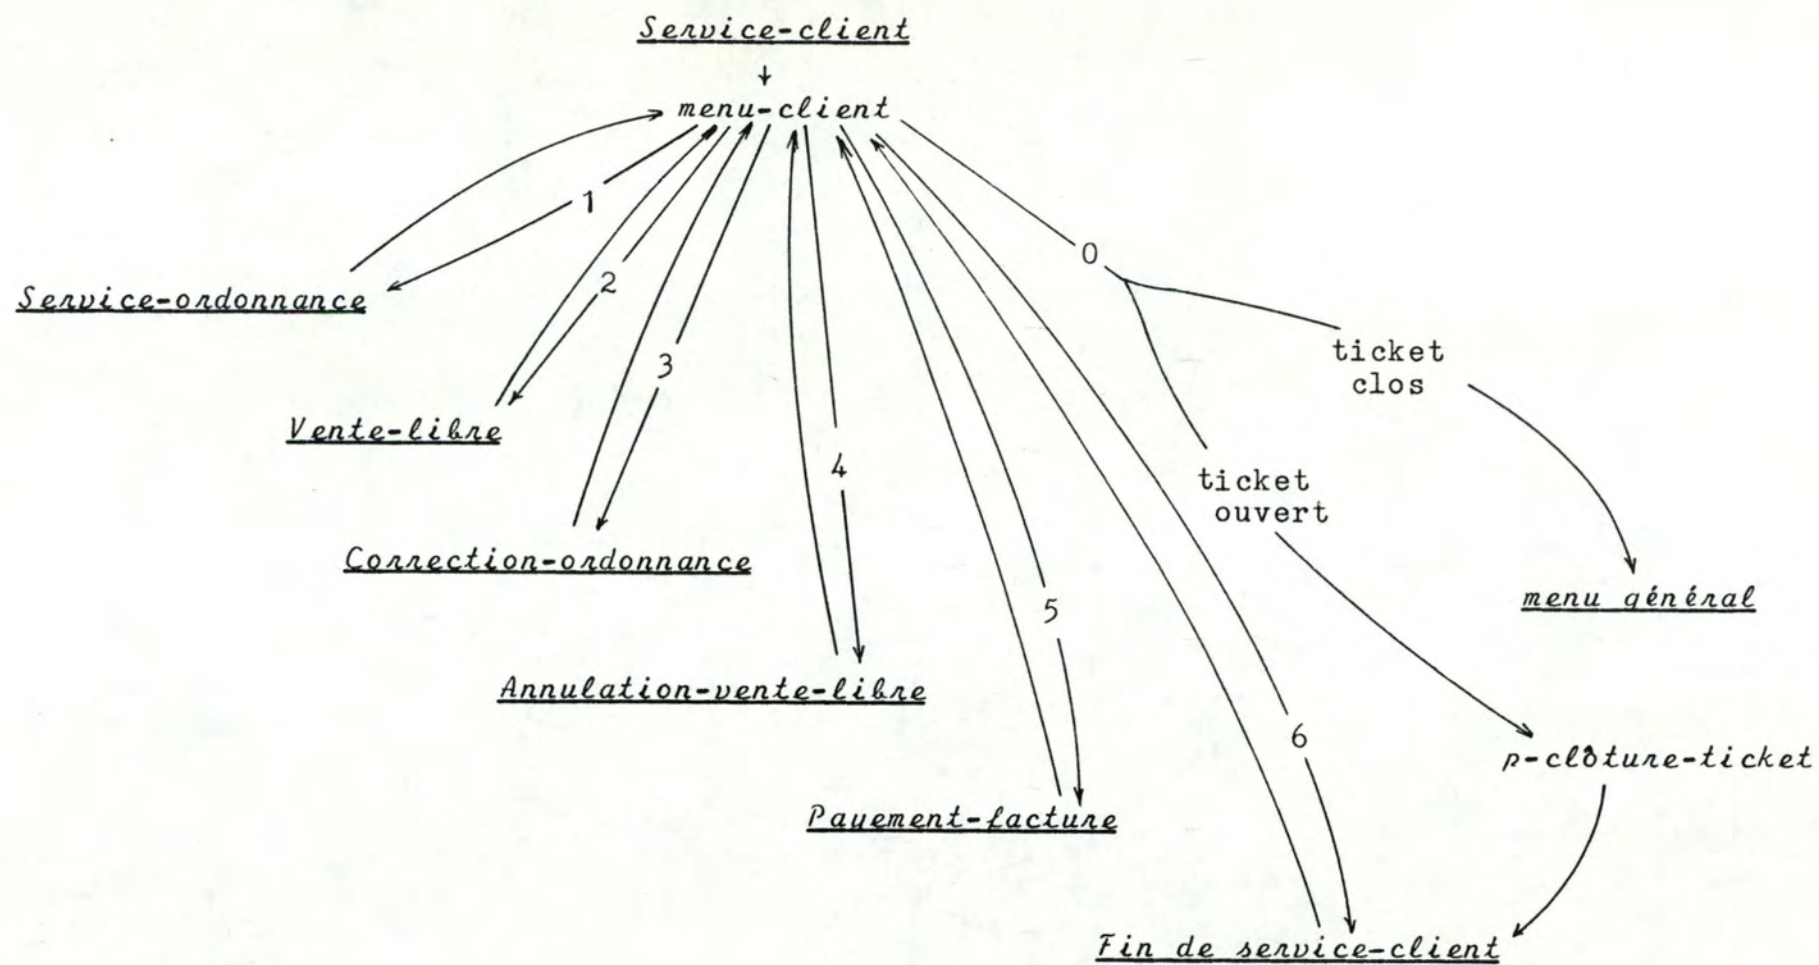 Service-client
menu-client
1
0
2
Service-ordonnance
ticket
clos
3
Vente-libre
4
ticket
ouvert
Correction-ordonnance
menu général
5
Annulation-vente-libre
6
p-clôture-ticket
Payement-facture
Fin de service-client